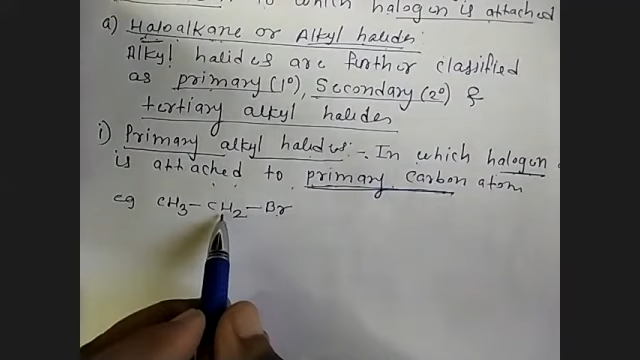 to which halogen is attached
a) Haloalkane or Alkyl halides:
Alkyl halides are further classified
as primary (1°), Secondary (2°) &
tertiary alkyl halides
i) Primary alkyl halides :- In which halogen
is attached to primary carbon atom
eg CH3-CH2-Br